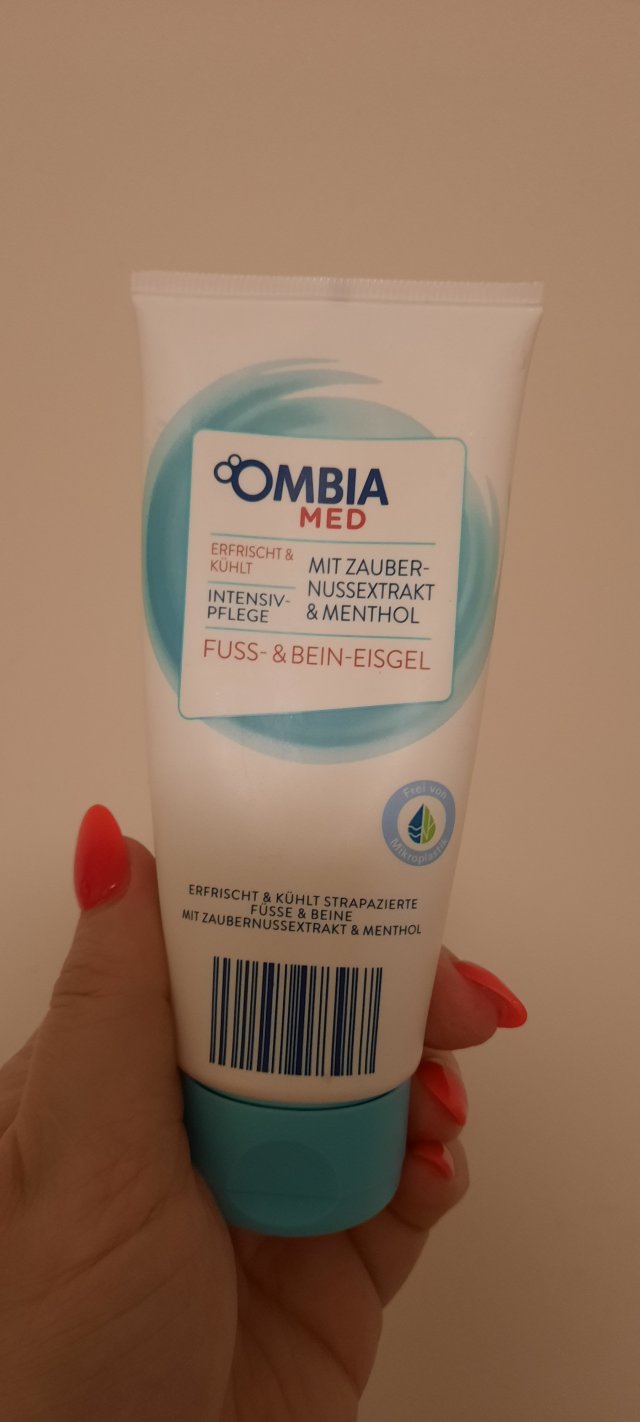 OMBIA
MED
ERFRISCHT &
KÜHLT
INTENSIV-
PFLEGE
MIT ZAUBER-
NUSSEXTRAKT
& MENTHOL
FUSS- & BEIN-EISGEL
Frei von
Mikroplastik
ERFRISCHT & KÜHLT STRAPAZIERTE
FÜSSE & BEINE
MIT ZAUBERNUSSEXTRAKT & MENTHOL